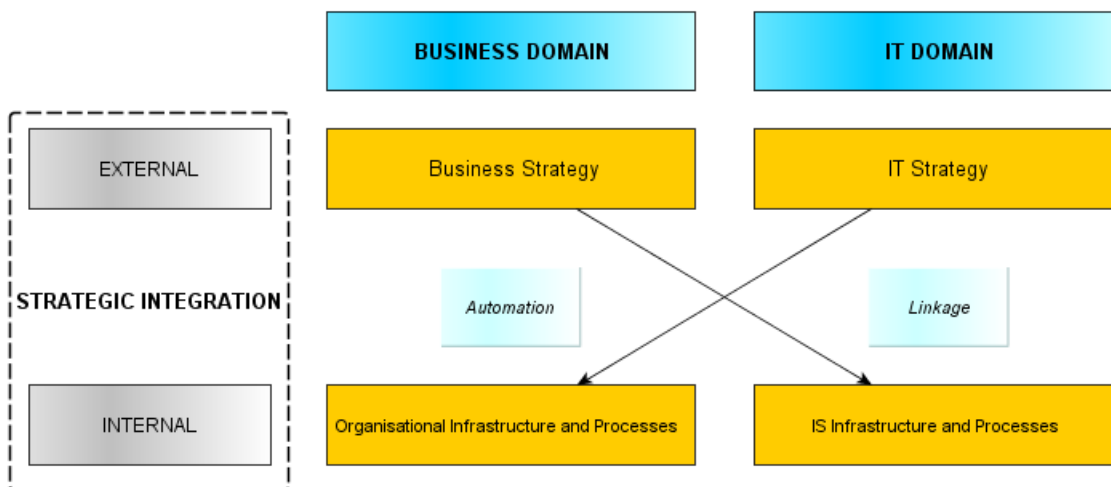 BUSINESS DOMAIN
IT DOMAIN
EXTERNAL
Business Strategy
IT Strategy
STRATEGIC INTEGRATION
Automation
Linkage
INTERNAL
Organisational Infrastructure and Processes
IS Infrastructure and Processes